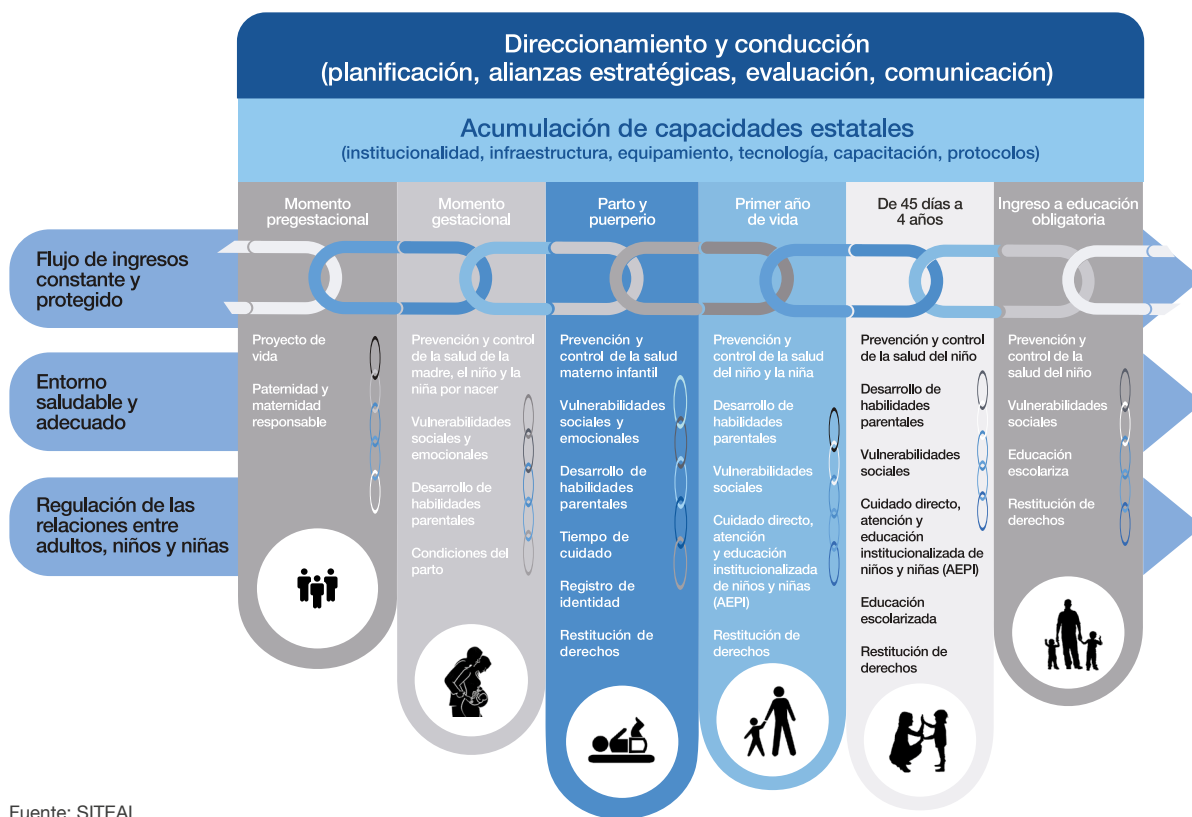 Direccionamiento y conducción
(planificación, alianzas estratégicas, evaluación, comunicación)
Acumulación de capacidades estatales
(institucionalidad, infraestructura, equipamiento, tecnología, capacitación, protocolos)
Flujo de ingresos
constante y
protegido
Entorno
saludable y
adecuado
Regulación de las
relaciones entre
adultos, niños y niñas
Momento
pregestacional
Proyecto de
vida
Paternidad y
maternidad
responsable
Momento
gestacional
Prevención y control
de la salud de la
madre, el niño y la
niña por nacer
Vulnerabilidades
sociales y
emocionales
Desarrollo de
habilidades
parentales
Condiciones del
parto
Parto y
puerperio
Prevención y
control de la salud
materno infantil
Vulnerabilidades
sociales y
emocionales
Desarrollo de
habilidades
parentales
Tiempo de
cuidado
Registro de
identidad
Restitución de
derechos
Primer año
de vida
Prevención y
control de la salud
del niño y la niña
Desarrollo de
habilidades
parentales
Vulnerabilidades
sociales
Cuidado directo,
atención
y educación
institucionalizada
de niños y niñas
(AEPI)
Restitución de
derechos
De 45 días a
4 años
Prevención y control
de la salud del niño
Desarrollo de
habilidades
parentales
Vulnerabilidades
sociales
Cuidado directo,
atención y
educación
institucionalizada de
niños y niñas (AEPI)
Educación
escolarizada
Restitución de
derechos
Ingreso a educación
obligatoria
Prevención y
control de la
salud del niño
Vulnerabilidades
sociales
Educación
escolariza
Restitución de
derechos
Fuente: SITEAL